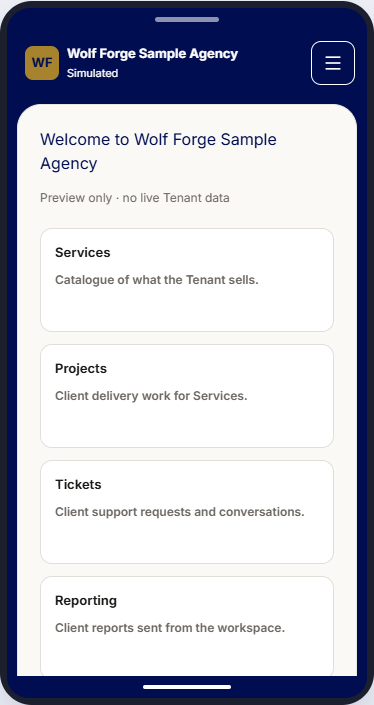 WF
Wolf Forge Sample Agency
Simulated
Welcome to Wolf Forge Sample
Agency
Preview only · no live Tenant data
Services
Catalogue of what the Tenant sells.
Projects
Client delivery work for Services.
Tickets
Client support requests and conversations.
Reporting
Client reports sent from the workspace.